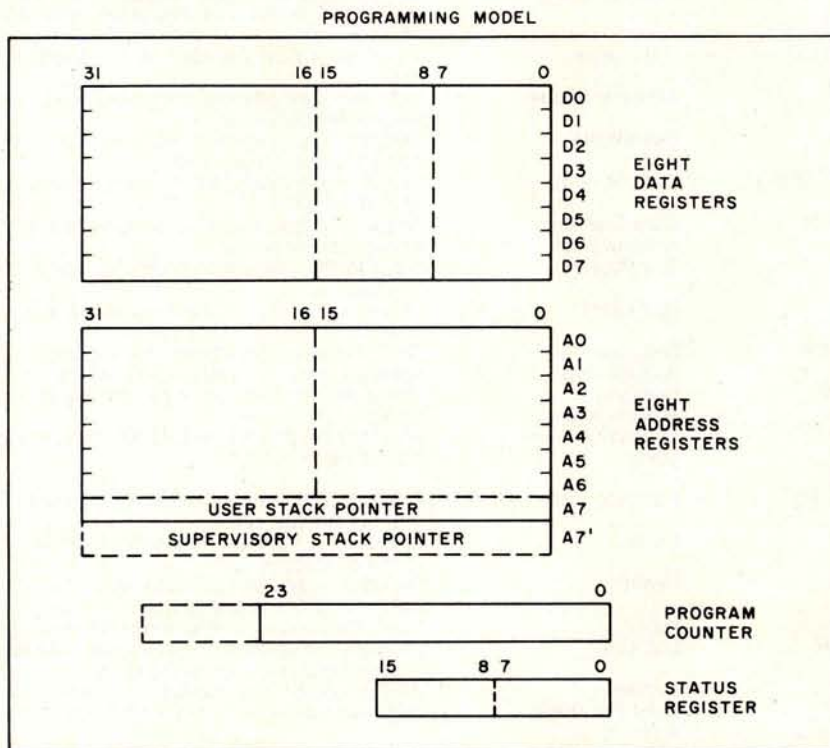 PROGRAMMING MODEL
31 16 15 8 7 0
D0
D1
D2
D3
D4
D5
D6
D7
EIGHT
DATA
REGISTERS
31 16 15 0
A0
A1
A2
A3
A4
A5
A6
EIGHT
ADDRESS
REGISTERS
USER STACK POINTER A7
SUPERVISORY STACK POINTER A7'
23 0
PROGRAM
COUNTER
15 8 7 0
STATUS
REGISTER